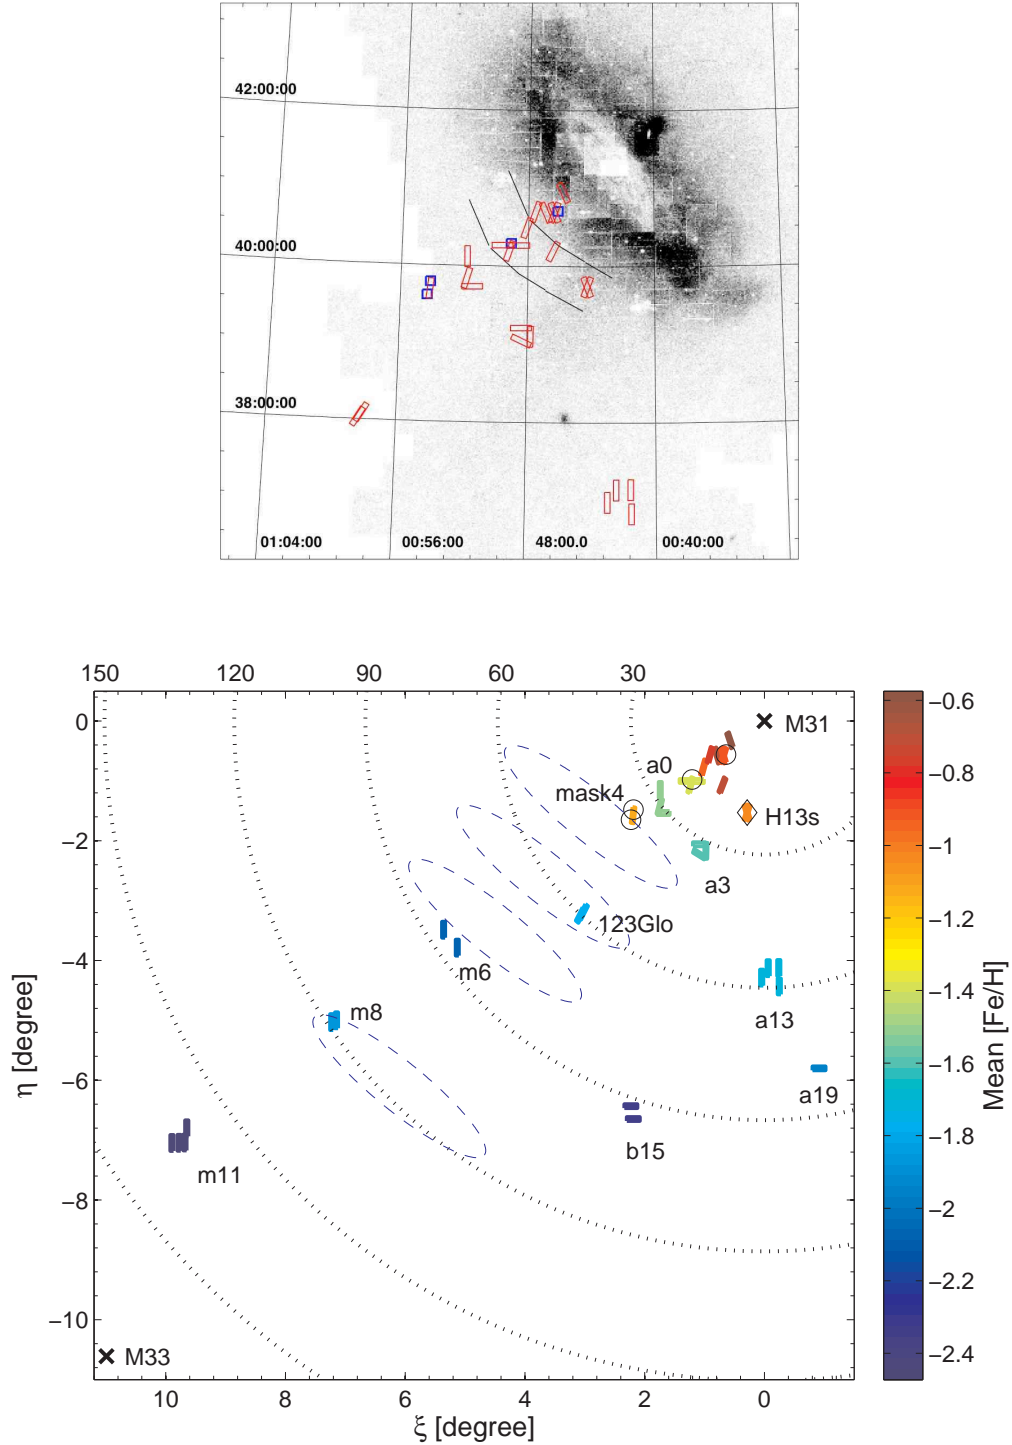 42:00:00
40:00:00
38:00:00
01:04:00 00:56:00 48:00.0 00:40:00
150 120 90 60 30
0 M31 −0.6
a0 −0.8
mask4
H13s −1
−2 a3 −1.2
123Glo
−4 m6 −1.4
m8 a13 −1.6
−6 a19 −1.8
b15
m11 −2
−8 −2.2
−10
M33 −2.4
10 8 6 4 2 0
ξ [degree]
η [degree]
Mean [Fe/H]